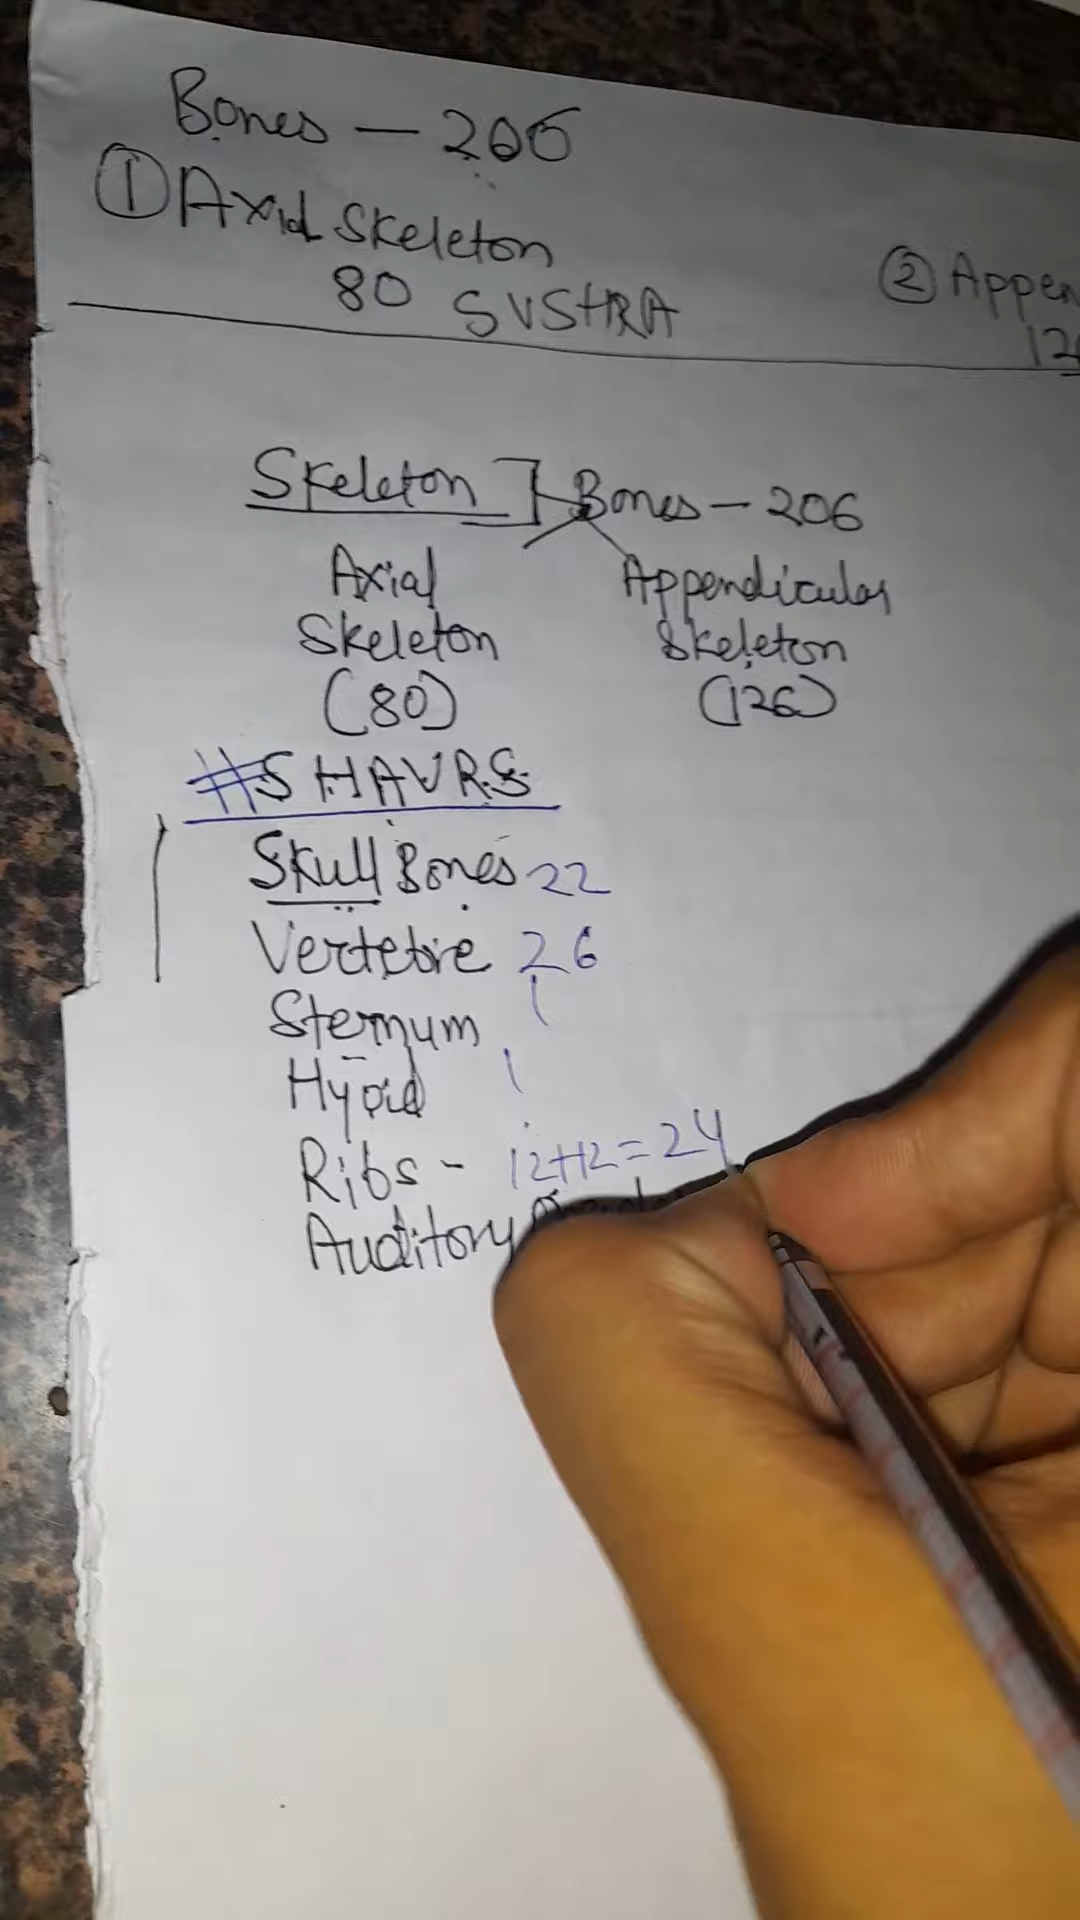 Bones — 206
① Axial Skeleton
80 SVSHRA
② Appen
12
Skeleton ] Bones - 206
Axial Skeleton (80)
Appendicular Skeleton (126)
#SHAVRS
Skull Bones 22
Vertebre 26
Sternum 1
Hyoid 1
Ribs - 12+12=24
Auditory